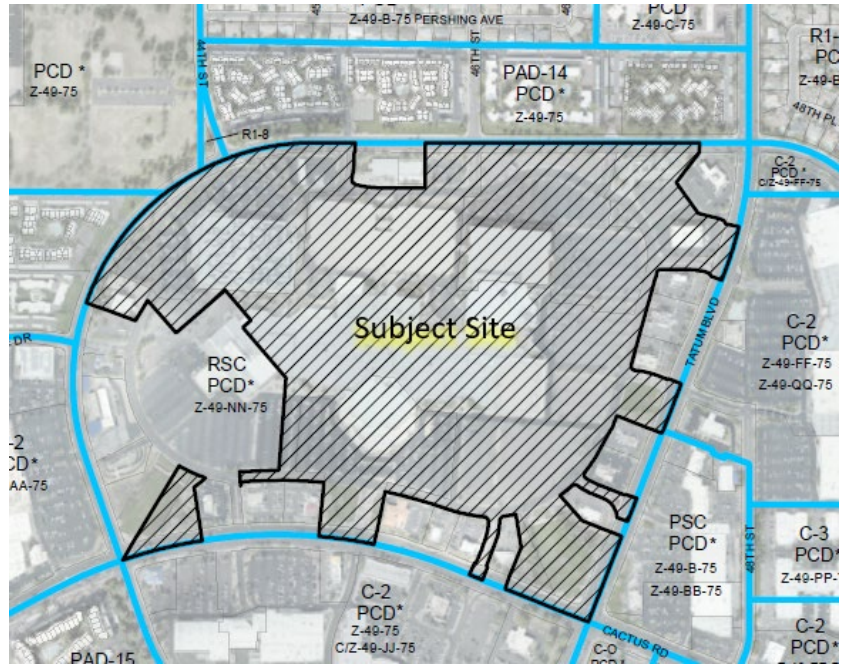 PCD
Z-49-B-75 PERSHING AVE
PCD
Z-49-C-75
R1-
PC
Z-49-B
44TH ST
46TH ST
PCD *
Z-49-75
PAD-14
PCD *
Z-49-75
48TH PL
R1-8
C-2
PCD *
C/Z-49-FF-75
Subject Site
TATUM BLVD
C-2
PCD*
Z-49-FF-75
Z-49-QQ-75
DR
RSC
PCD*
Z-49-NN-75
-2
CD*
AA-75
PSC
PCD*
Z-49-B-75
Z-49-BB-75
48TH ST
C-3
PCD*
Z-49-PP-
C-2
PCD*
Z-49-75
C/Z-49-JJ-75
C-2
PCD*
CACTUS RD
PAD-15
C-O